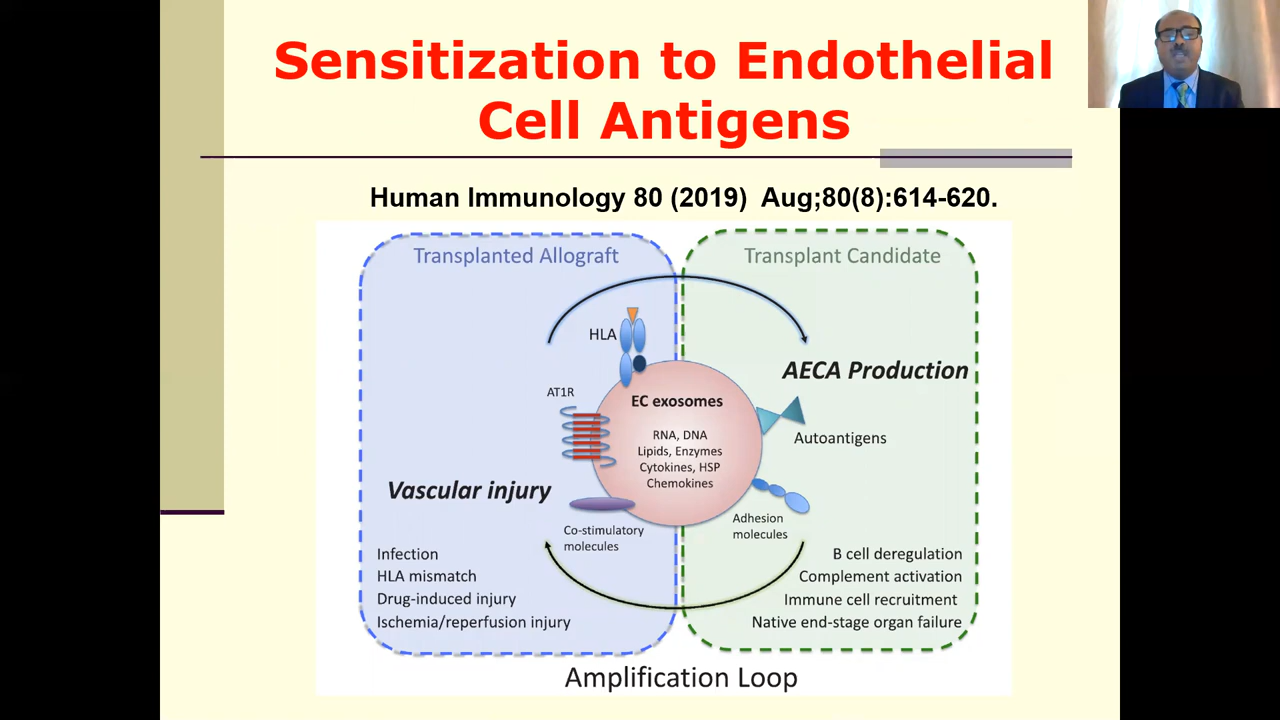 Sensitization to Endothelial
Cell Antigens
Human Immunology 80 (2019) Aug;80(8):614-620.
Transplanted Allograft
Transplant Candidate
HLA
AECA Production
AT1R
EC exosomes
RNA, DNA
Lipids, Enzymes
Cytokines, HSP
Chemokines
Autoantigens
Vascular injury
Co-stimulatory
molecules
Adhesion
molecules
Infection
HLA mismatch
Drug-induced injury
Ischemia/reperfusion injury
B cell deregulation
Complement activation
Immune cell recruitment
Native end-stage organ failure
Amplification Loop